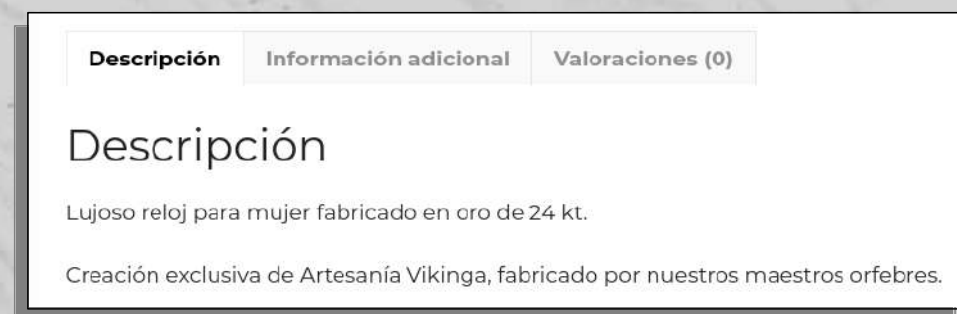 Descripción Información adicional Valoraciones (0)
Descripción
Lujoso reloj para mujer fabricado en oro de 24 kt.
Creación exclusiva de Artesanía Vikinga, fabricado por nuestros maestros orfebres.